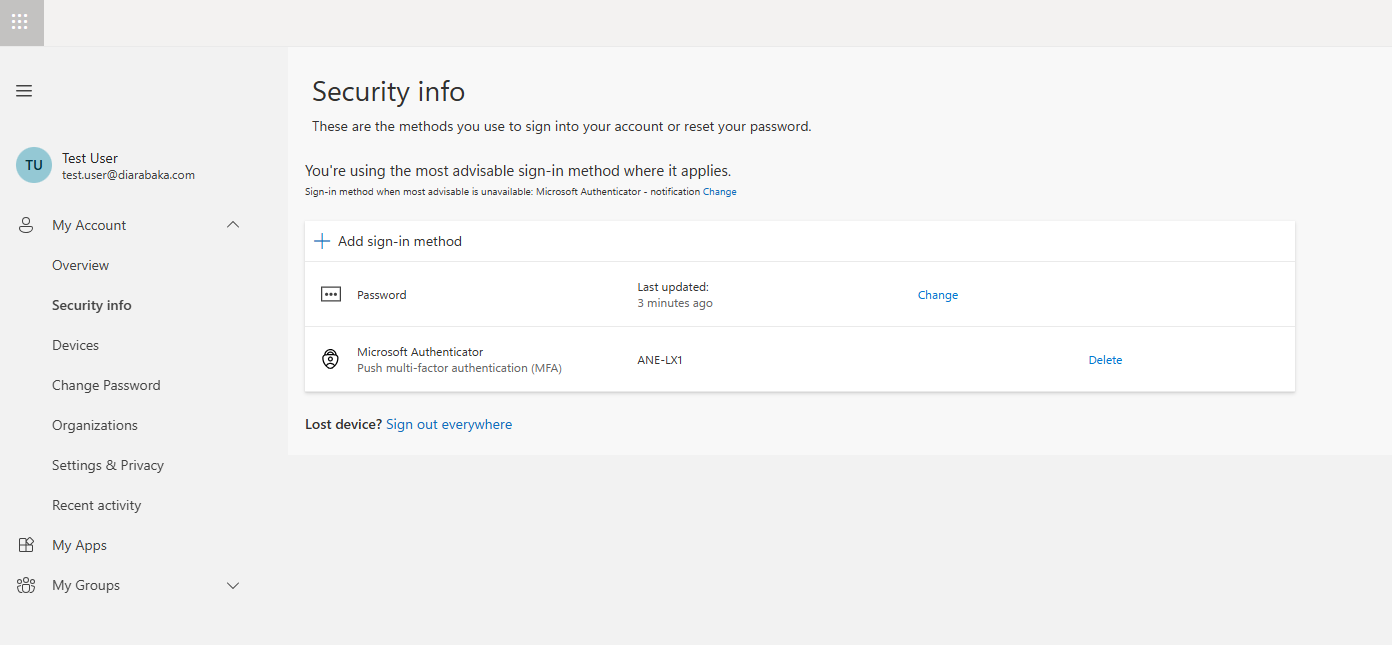 Security info
These are the methods you use to sign into your account or reset your password.
TU
Test User
test.user@diarabaka.com
You're using the most advisable sign-in method where it applies.
Sign-in method when most advisable is unavailable: Microsoft Authenticator - notification Change
My Account
Overview
Security info
Devices
Change Password
Organizations
Settings & Privacy
Recent activity
My Apps
My Groups
Add sign-in method
Password
Last updated:
3 minutes ago
Change
Microsoft Authenticator
Push multi-factor authentication (MFA)
ANE-LX1
Delete
Lost device? Sign out everywhere